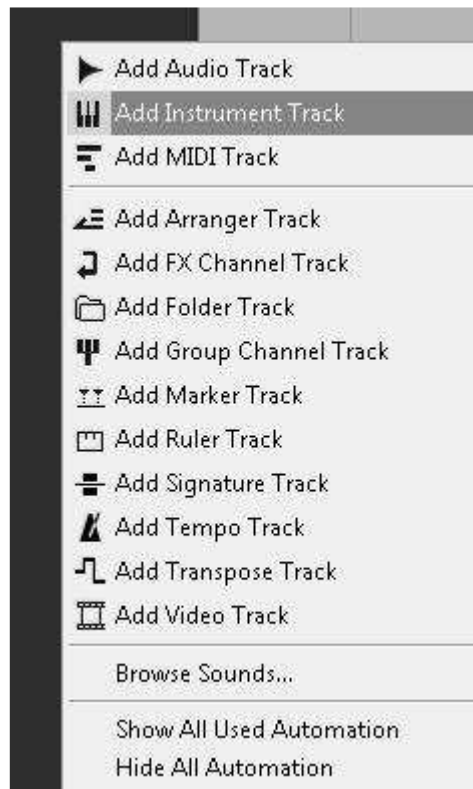 Add Audio Track
Add Instrument Track
Add MIDI Track
Add Arranger Track
Add FX Channel Track
Add Folder Track
Add Group Channel Track
Add Marker Track
Add Ruler Track
Add Signature Track
Add Tempo Track
Add Transpose Track
Add Video Track
Browse Sounds...
Show All Used Automation
Hide All Automation